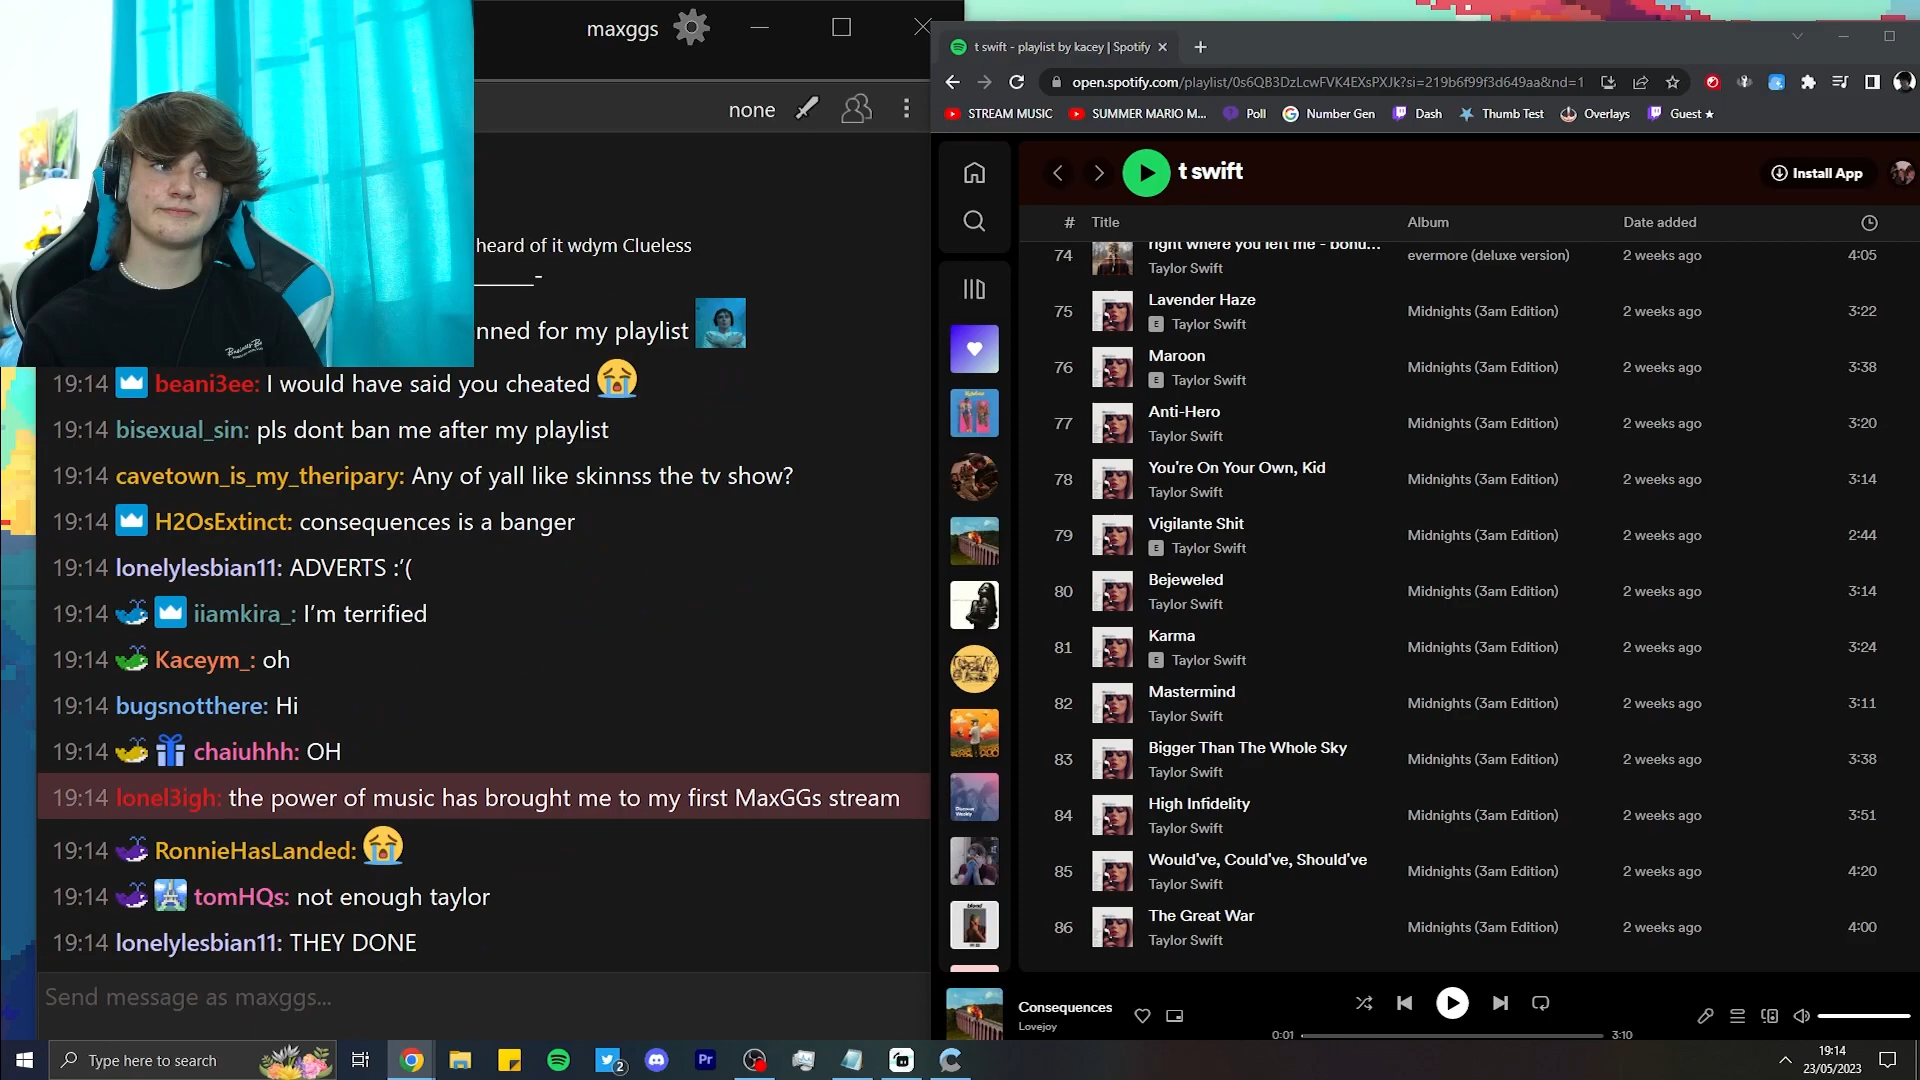 maxggs
none
heard of it wdym Clueless
nned for my playlist
19:14 beani3ee: I would have said you cheated
19:14 bisexual_sin: pls dont ban me after my playlist
19:14 cavetown_is_my_theripary: Any of yall like skinnss the tv show?
19:14 H2OsExtinct: consequences is a banger
19:14 lonelylesbian11: ADVERTS :'(
19:14 iiamkira_: I'm terrified
19:14 Kaceym_: oh
19:14 bugsnotthere: Hi
19:14 chaiuhhh: OH
19:14 lonel3igh: the power of music has brought me to my first MaxGGs stream
19:14 RonnieHasLanded:
19:14 tomHQs: not enough taylor
19:14 lonelylesbian11: THEY DONE
Send message as maxggs...
t swift - playlist by kacey | Spotify
open.spotify.com/playlist/0s6QB3DzLcwFVK4EXsPXJk?si=219b6f99f3d649aa&nd=1
STREAM MUSIC SUMMER MARIO M... Poll Number Gen Dash Thumb Test Overlays Guest ★
t swift
Install App
# Title Album Date added
74 right where you left me - bonu... evermore (deluxe version) 2 weeks ago 4:05
Taylor Swift
75 Lavender Haze Midnights (3am Edition) 2 weeks ago 3:22
E Taylor Swift
76 Maroon Midnights (3am Edition) 2 weeks ago 3:38
E Taylor Swift
77 Anti-Hero Midnights (3am Edition) 2 weeks ago 3:20
Taylor Swift
78 You're On Your Own, Kid Midnights (3am Edition) 2 weeks ago 3:14
Taylor Swift
79 Vigilante Shit Midnights (3am Edition) 2 weeks ago 2:44
E Taylor Swift
80 Bejeweled Midnights (3am Edition) 2 weeks ago 3:14
Taylor Swift
81 Karma Midnights (3am Edition) 2 weeks ago 3:24
E Taylor Swift
82 Mastermind Midnights (3am Edition) 2 weeks ago 3:11
Taylor Swift
83 Bigger Than The Whole Sky Midnights (3am Edition) 2 weeks ago 3:38
Taylor Swift
84 High Infidelity Midnights (3am Edition) 2 weeks ago 3:51
Taylor Swift
85 Would've, Could've, Should've Midnights (3am Edition) 2 weeks ago 4:20
Taylor Swift
86 The Great War Midnights (3am Edition) 2 weeks ago 4:00
Taylor Swift
Consequences
Lovejoy
0:01 3:10
Type here to search
2
Pr
19:14
23/05/2023